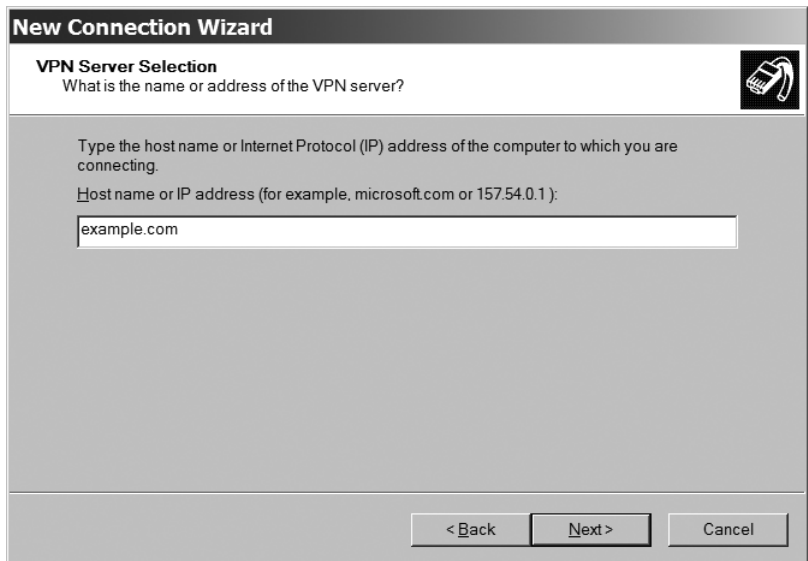 New Connection Wizard
VPN Server Selection
What is the name or address of the VPN server?
Type the host name or Internet Protocol (IP) address of the computer to which you are
connecting.
Host name or IP address (for example, microsoft.com or 157.54.0.1 ):
example.com
< Back Next > Cancel